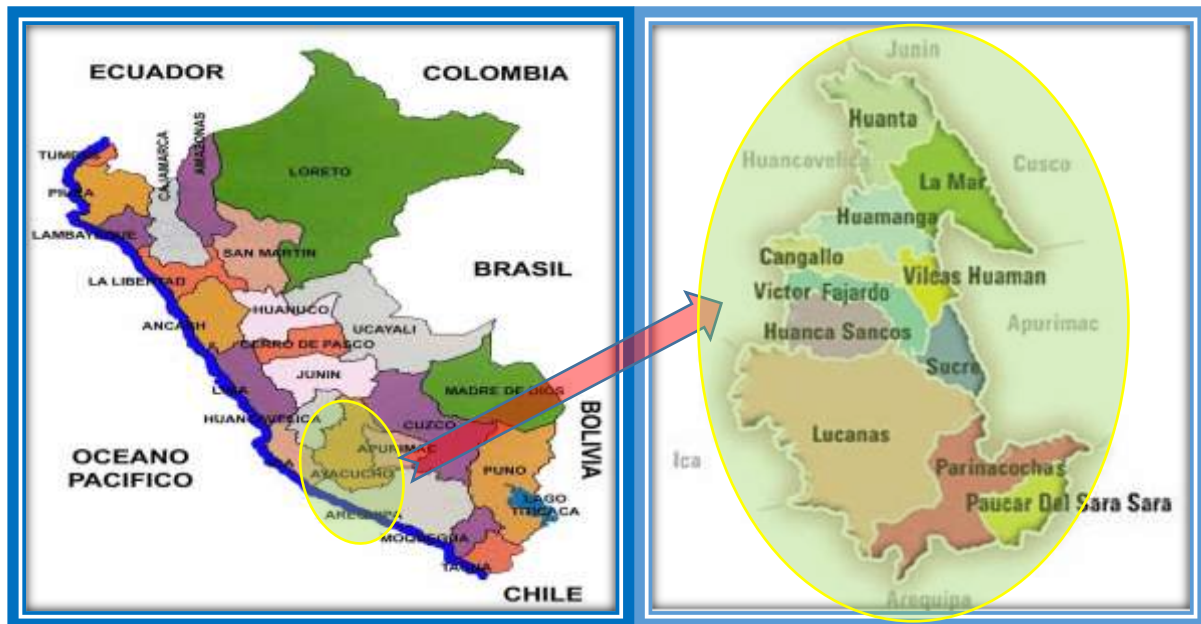 ECUADOR
COLOMBIA
CAJAMARCA
AMAZONAS
LORETO
LAMBAYEQUE
SAN MARTIN
LA LIBERTAD
BRASIL
HUANUCO
ANCASH
UCAYALI
CERRO DE PASCO
JUNIN
MADRE DE DIOS
HUANCAVELICA
CUZCO
BOLIVIA
APURIMAC
OCEANO
PACIFICO
AYACUCHO
PUNO
LAGO
TITICACA
AREQUIPA
MOQUEGUA
TACNA
CHILE
Junin
Huanta
Huancavelica
Cusco
La Mar
Huamanga
Cangallo
Vilcas Huaman
Victor Fajardo
Apurimac
Huanca Sancos
Sucre
Lucanas
Ica
Parinacochas
Paucar Del Sara Sara
Arequipa